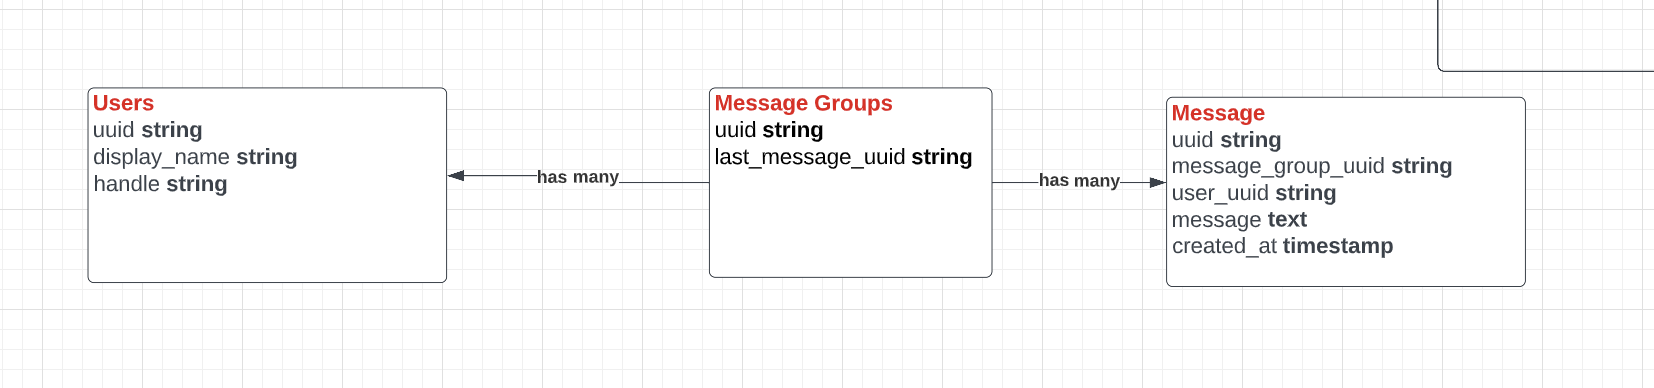 Users
uuid string
display_name string
handle string
has many
Message Groups
uuid string
last_message_uuid string
has many
Message
uuid string
message_group_uuid string
user_uuid string
message text
created_at timestamp